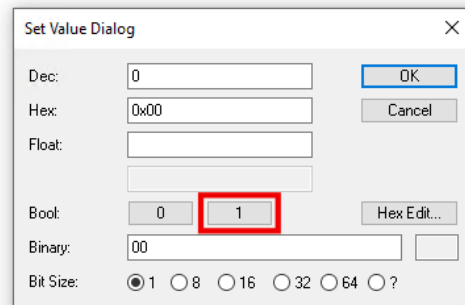 Set Value Dialog
Dec: 0 OK
Hex: 0x00 Cancel
Float:
Bool: 0 1 Hex Edit...
Binary: 00
Bit Size: 1 8 16 32 64 ?